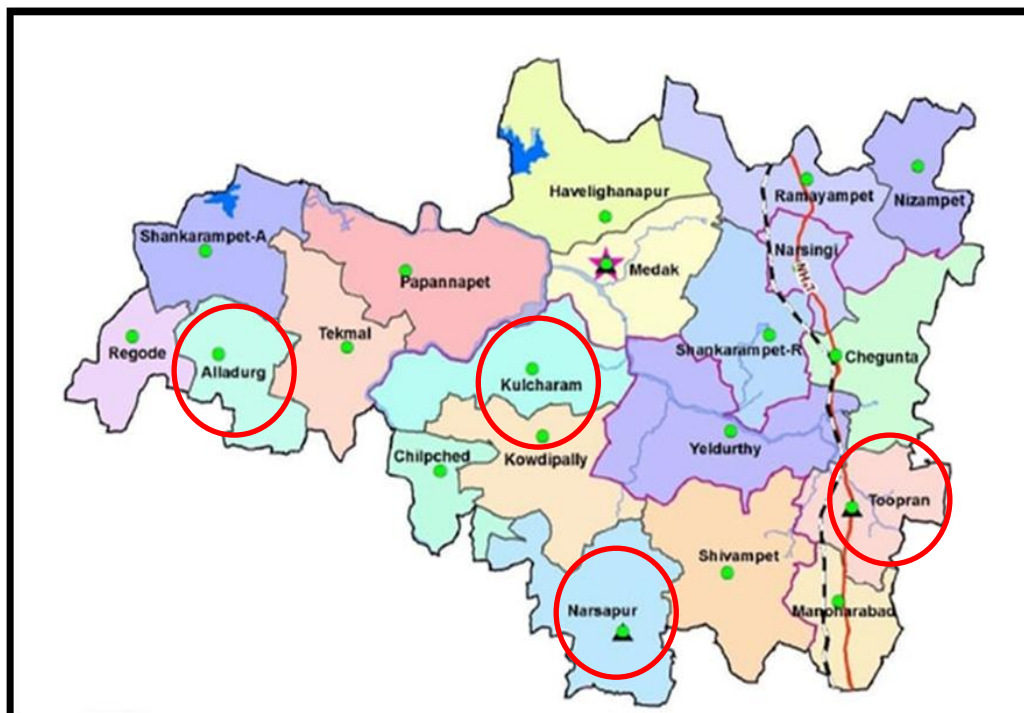 Havelighanapur
Ramayampet
Nizampet
Shankarampet-A
Narsingi
Medak
NH-7
Papannapet
Tekmal
Regode
Alladurg
Shankarampet-R
Chegunta
Kulcharam
Yeldurthy
Chilpched
Kowdipally
Toopran
Shivampet
Narsapur
Manoharabad